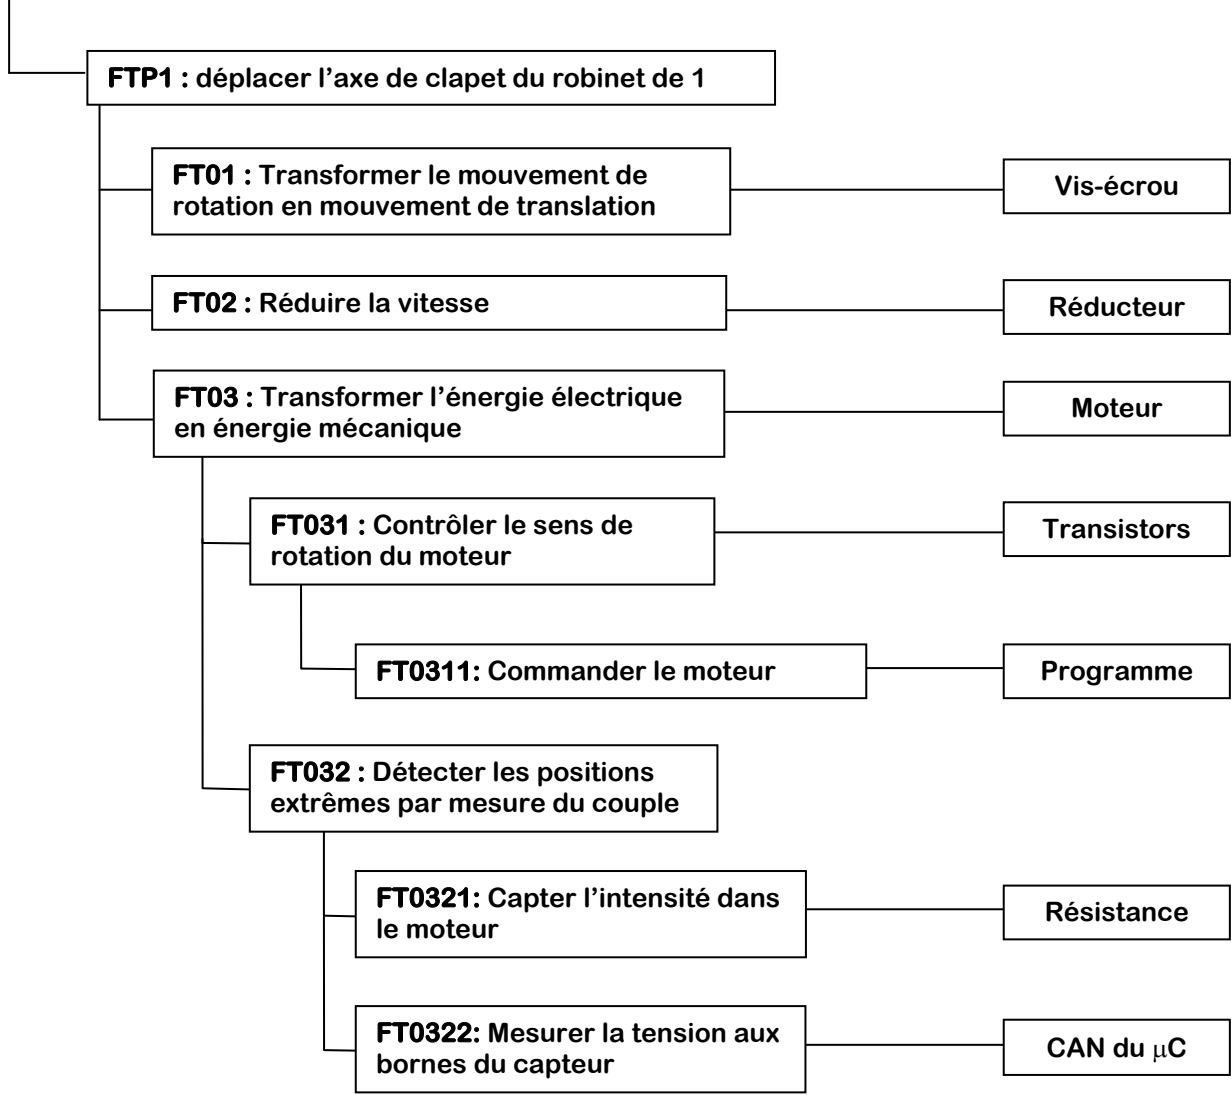 FTP1 : déplacer l’axe de clapet du robinet de 1
FT01 : Transformer le mouvement de
rotation en mouvement de translation
Vis-écrou
FT02 : Réduire la vitesse
Réducteur
FT03 : Transformer l’énergie électrique
en énergie mécanique
Moteur
FT031 : Contrôler le sens de
rotation du moteur
Transistors
FT0311: Commander le moteur
Programme
FT032 : Détecter les positions
extrêmes par mesure du couple
FT0321: Capter l’intensité dans
le moteur
Résistance
FT0322: Mesurer la tension aux
bornes du capteur
CAN du μC